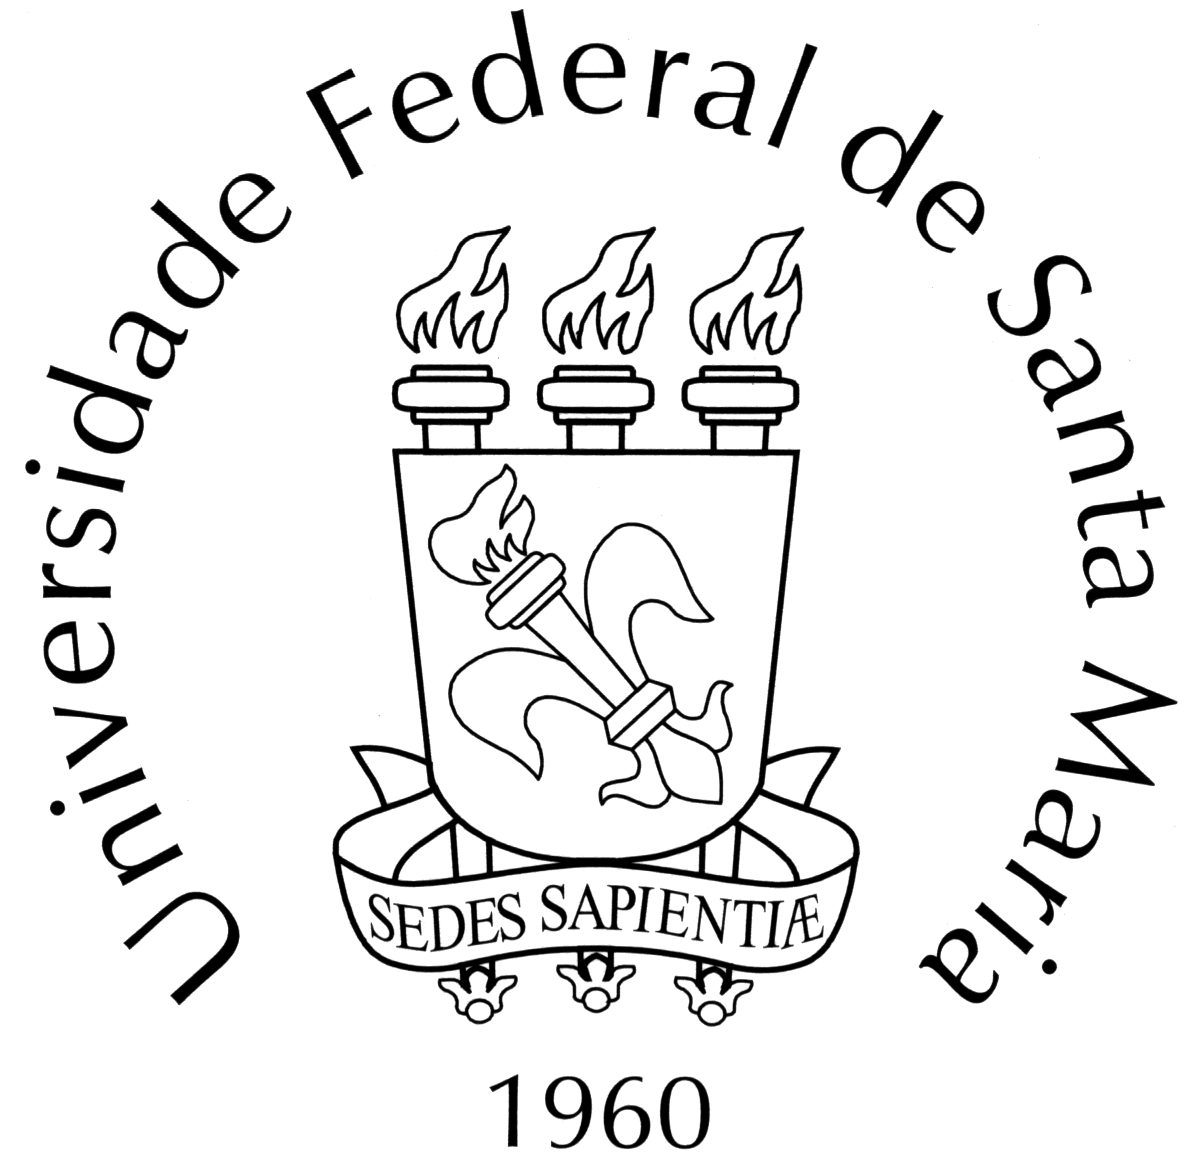 Universidade Federal de Santa Maria
SEDES SAPIENTIÆ
1960